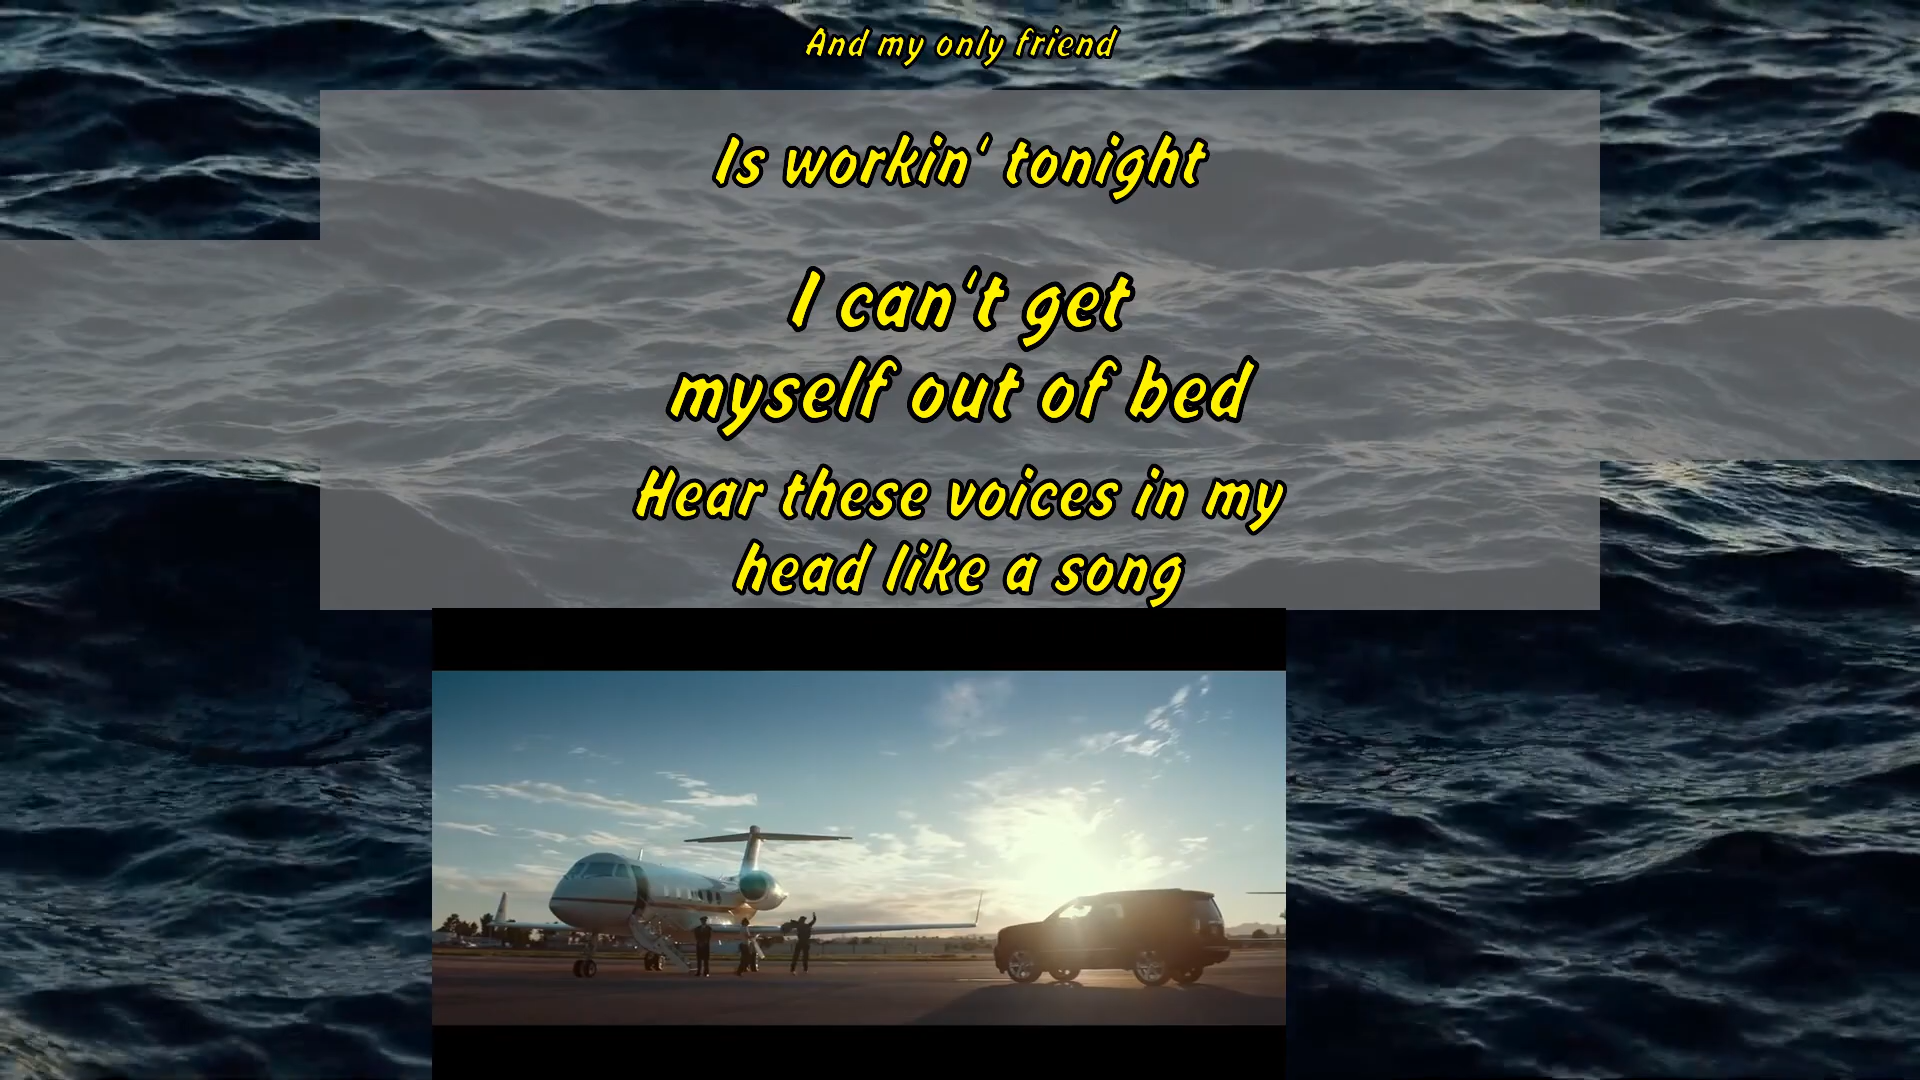 And my only friend
Is workin' tonight
I can't get
myself out of bed
Hear these voices in my
head like a song